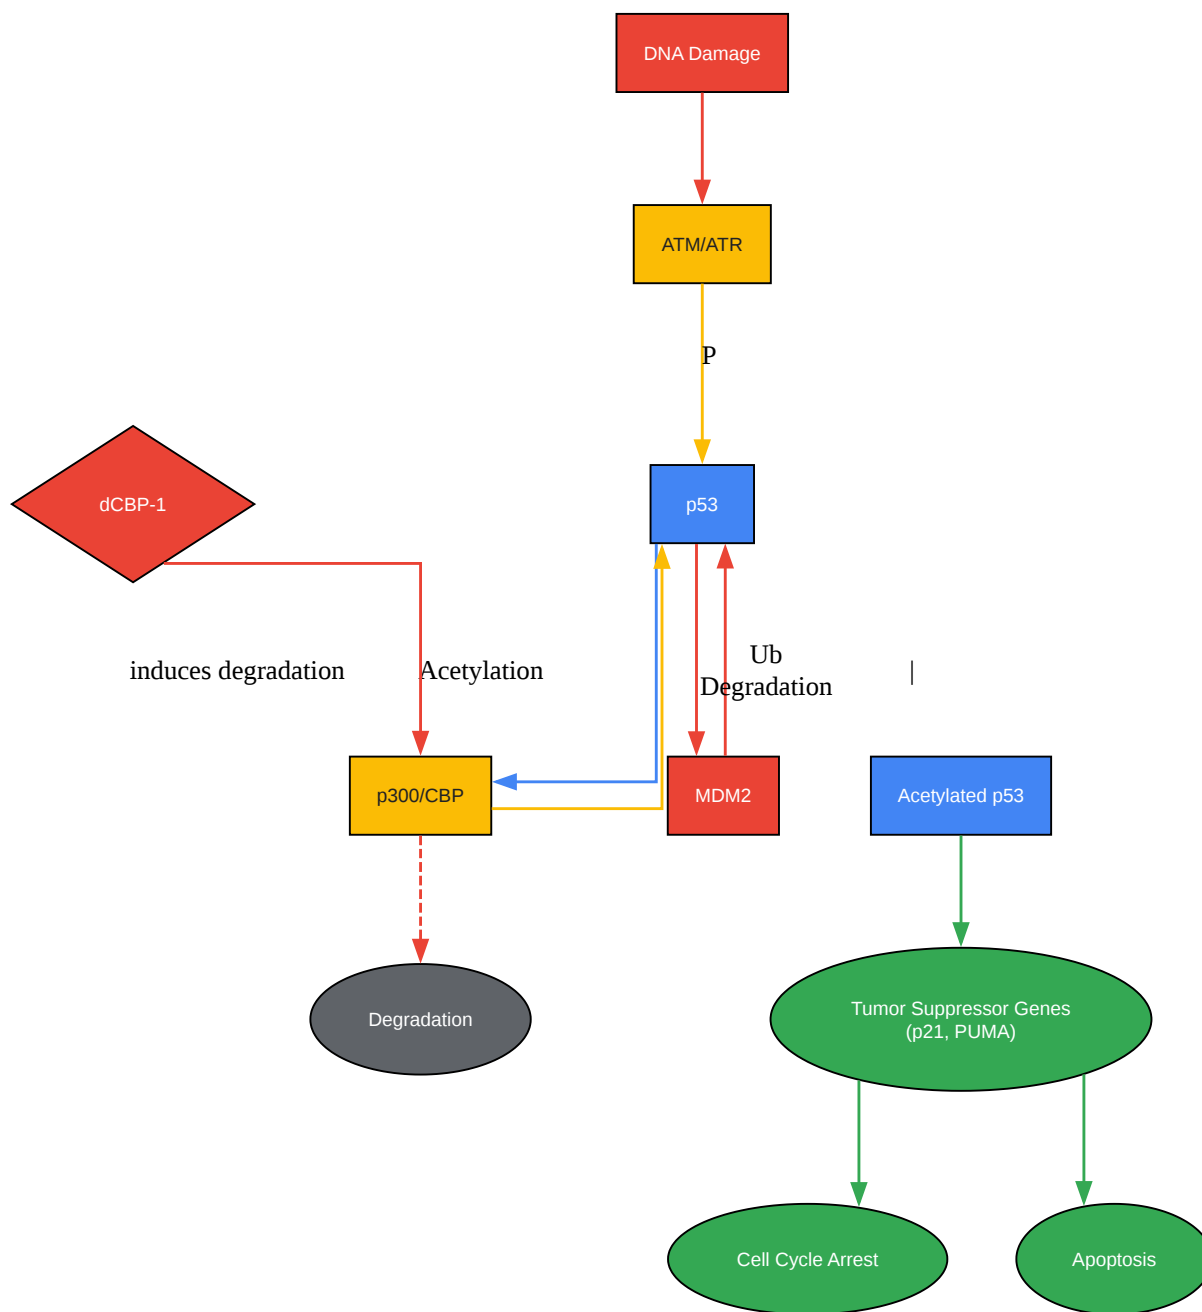 DNA Damage
ATM/ATR
P
dCBP-1
p53
induces degradation
Acetylation
Ub
Degradation
|
p300/CBP
MDM2
Acetylated p53
Degradation
Tumor Suppressor Genes
(p21, PUMA)
Cell Cycle Arrest
Apoptosis